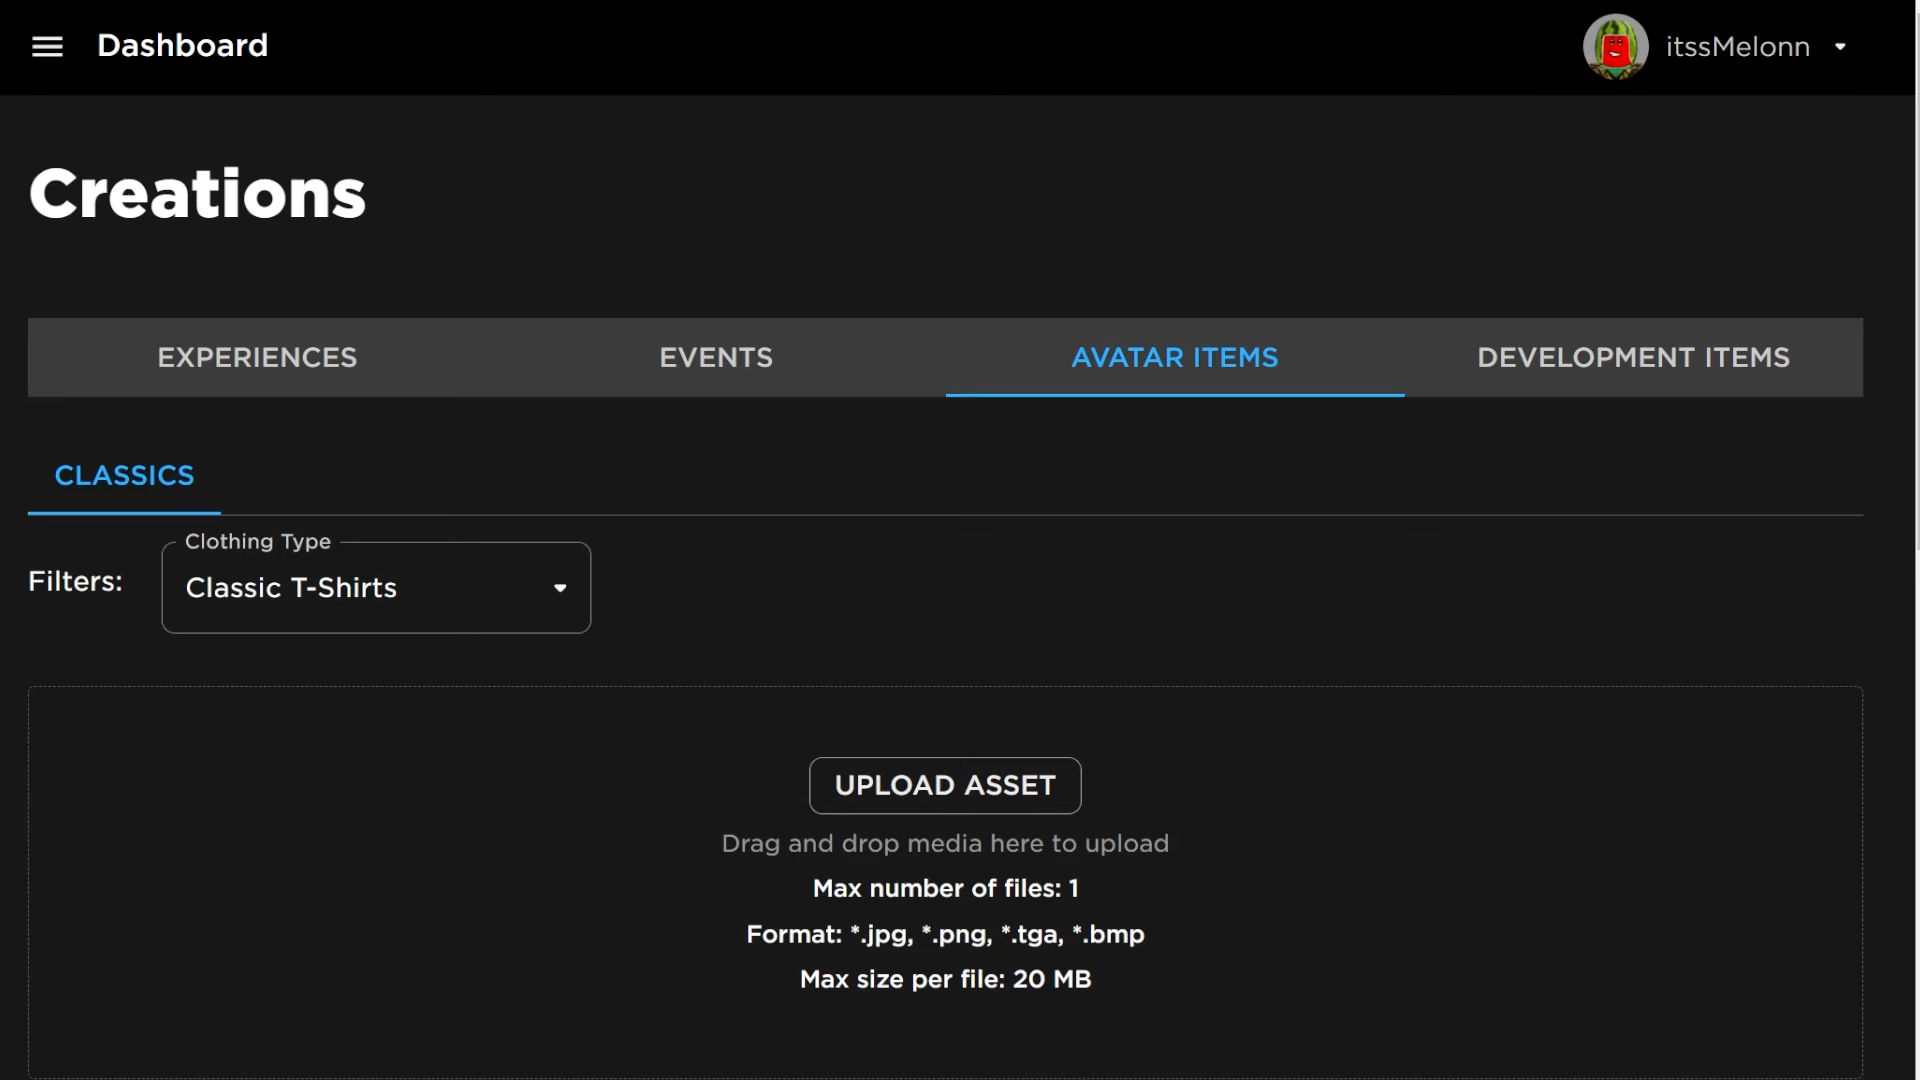 Dashboard
itssMelonn
Creations
EXPERIENCES
EVENTS
AVATAR ITEMS
DEVELOPMENT ITEMS
CLASSICS
Filters:
Clothing Type
Classic T-Shirts
UPLOAD ASSET
Drag and drop media here to upload
Max number of files: 1
Format: *.jpg, *.png, *.tga, *.bmp
Max size per file: 20 MB